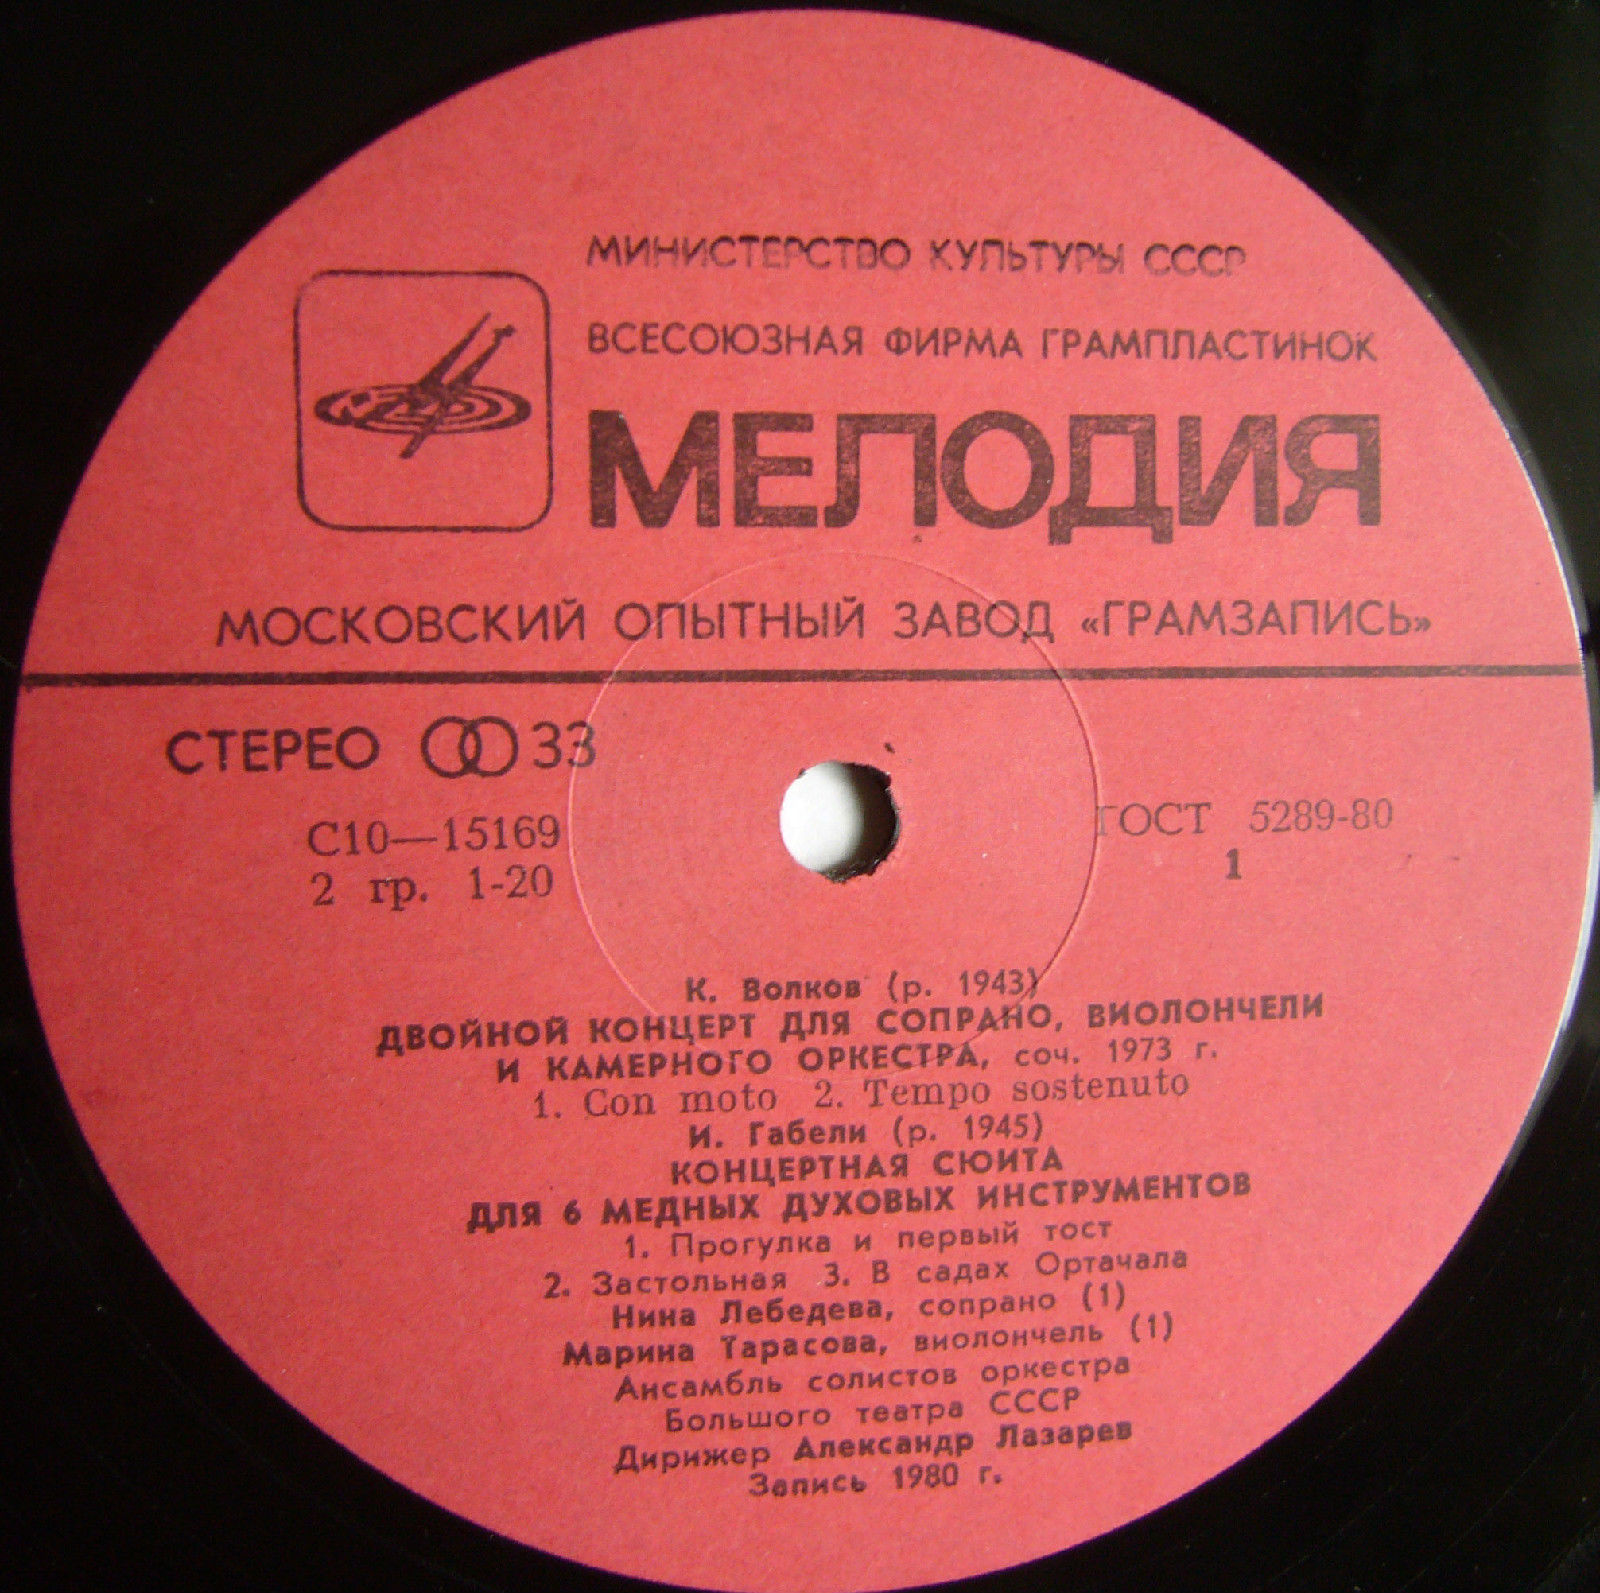 МИНИСТЕРСТВО КУЛЬТУРЫ СССР
ВСЕСОЮЗНАЯ ФИРМА ГРАМПЛАСТИНОК
МЕЛОДИЯ
МОСКОВСКИЙ ОПЫТНЫЙ ЗАВОД «ГРАМЗАПИСЬ»
СТЕРЕО 33
С10—15169
ГОСТ 5289-80
2 гр. 1-20
1
К. Волков (р. 1943)
ДВОЙНОЙ КОНЦЕРТ ДЛЯ СОПРАНО, ВИОЛОНЧЕЛИ
И КАМЕРНОГО ОРКЕСТРА, соч. 1973 г.
1. Con moto 2. Tempo sostenuto
И. Габели (р. 1945)
КОНЦЕРТНАЯ СЮИТА
ДЛЯ 6 МЕДНЫХ ДУХОВЫХ ИНСТРУМЕНТОВ
1. Прогулка и первый тост
2. Застольная 3. В садах Ортачала
Нина Лебедева, сопрано (1)
Марина Тарасова, виолончель (1)
Ансамбль солистов оркестра
Большого театра СССР
Дирижер Александр Лазарев
Запись 1980 г.